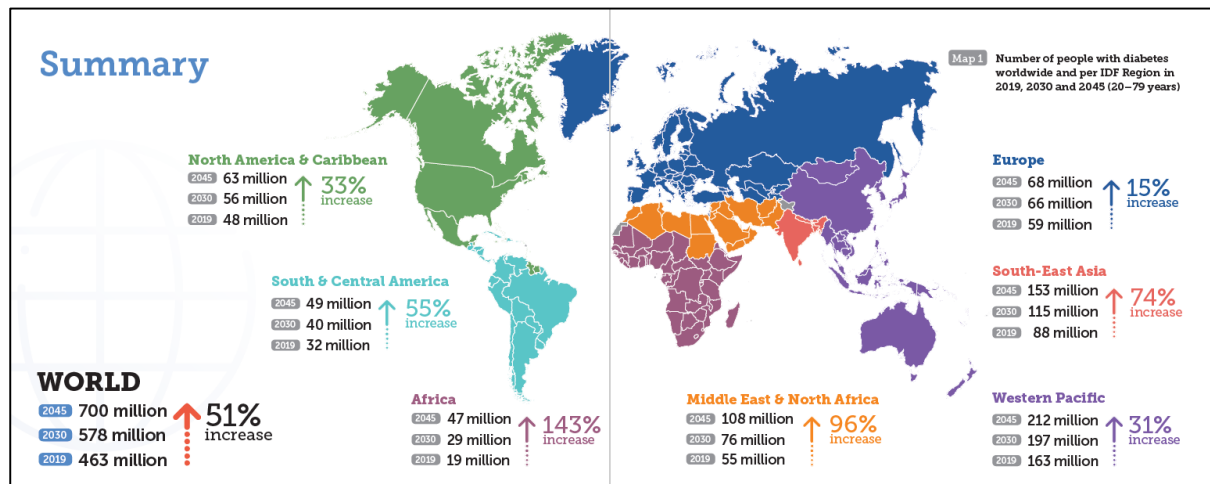 Summary
Map 1
Number of people with diabetes
worldwide and per IDF Region in
2019, 2030 and 2045 (20–79 years)
North America & Caribbean
2045 63 million
2030 56 million
2019 48 million
33%
increase
Europe
2045 68 million
2030 66 million
2019 59 million
15%
increase
South & Central America
2045 49 million
2030 40 million
2019 32 million
55%
increase
South-East Asia
2045 153 million
2030 115 million
2019 88 million
74%
increase
WORLD
2045 700 million
2030 578 million
2019 463 million
51%
increase
Africa
2045 47 million
2030 29 million
2019 19 million
143%
increase
Middle East & North Africa
2045 108 million
2030 76 million
2019 55 million
96%
increase
Western Pacific
2045 212 million
2030 197 million
2019 163 million
31%
increase